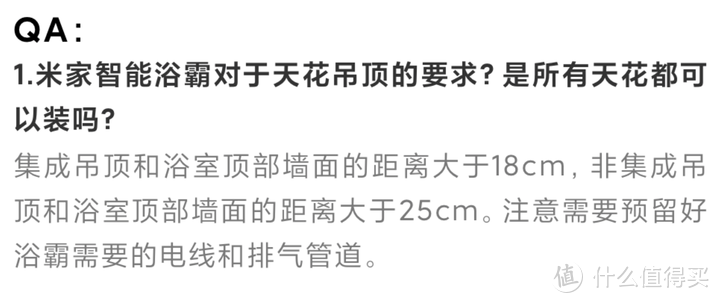 QA:
1.米家智能浴霸对于天花吊顶的要求? 是所有天花都可
以装吗?
集成吊顶和浴室顶部墙面的距离大于18cm, 非集成吊
顶和浴室顶部墙面的距离大于25cm。注意需要预留好
浴霸需要的电线和排气管道。
值 什么值得买